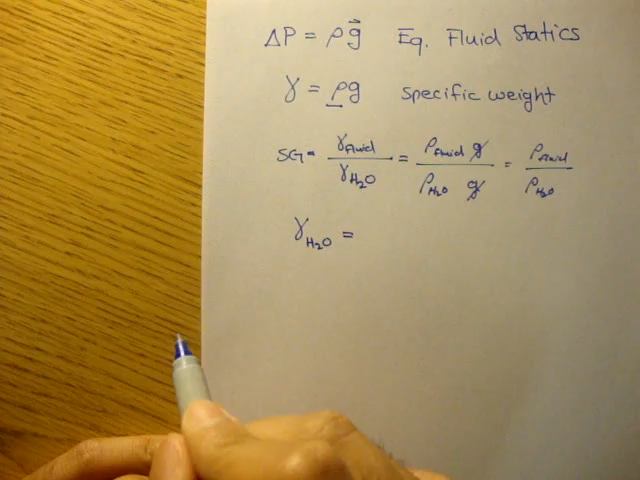 ΔP = ρg⃗ Eq. Fluid Statics
γ = ρg specific weight
SG = γFluid / γH₂O = ρFluid g / ρH₂O g = ρFluid / ρH₂O
γH₂O =